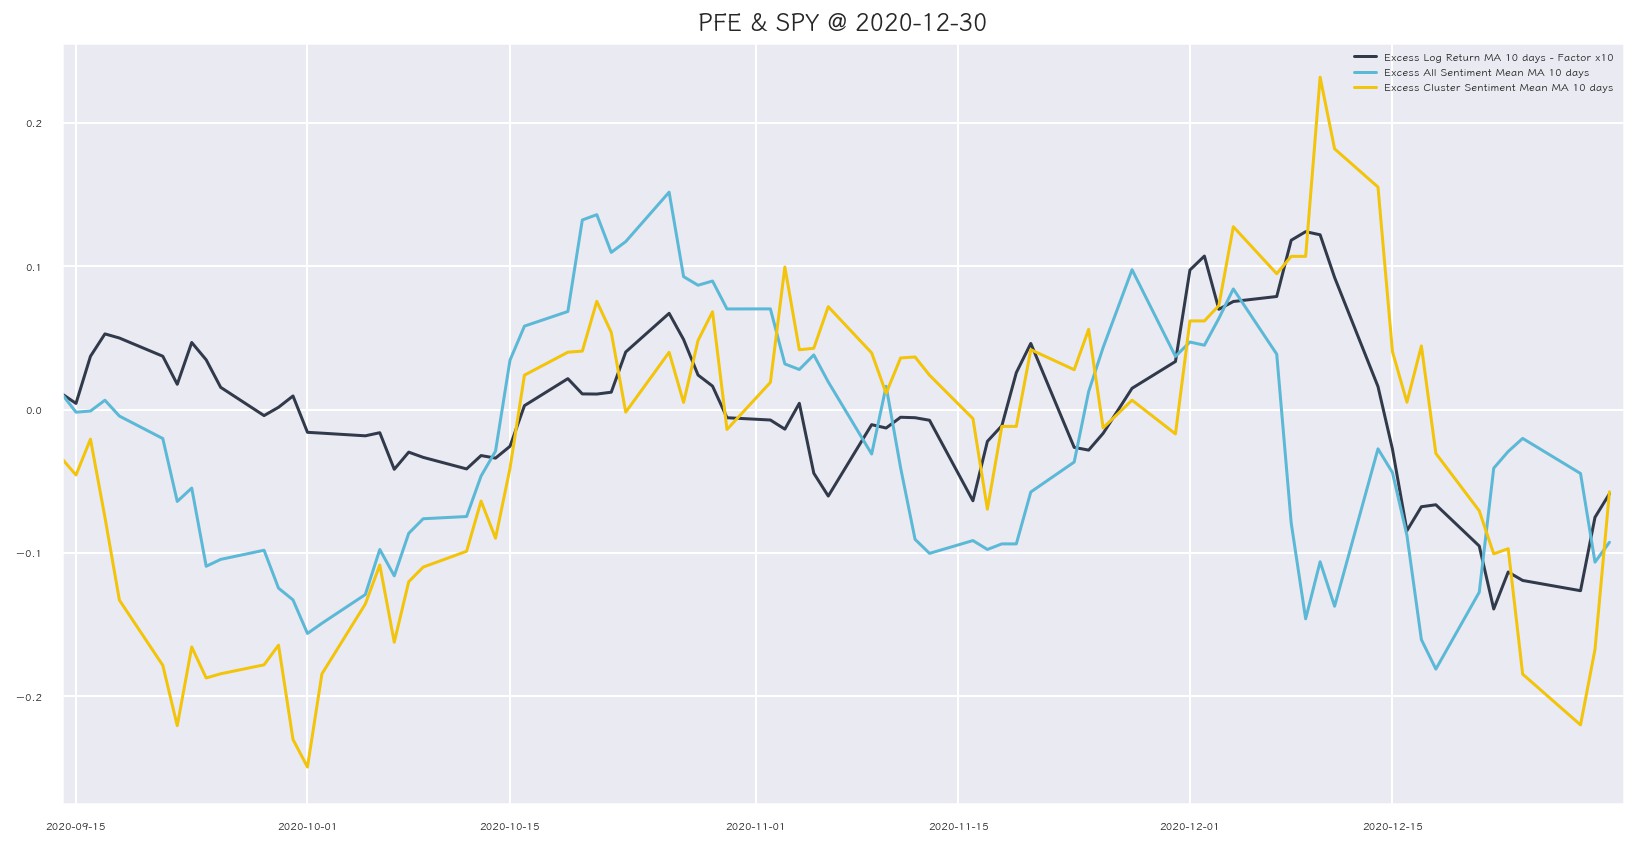 PFE & SPY @ 2020-12-30
Excess Log Return MA 10 days - Factor x10
Excess All Sentiment Mean MA 10 days
Excess Cluster Sentiment Mean MA 10 days
0.2
0.1
0.0
−0.1
−0.2
2020-09-15 2020-10-01 2020-10-15 2020-11-01 2020-11-15 2020-12-01 2020-12-15